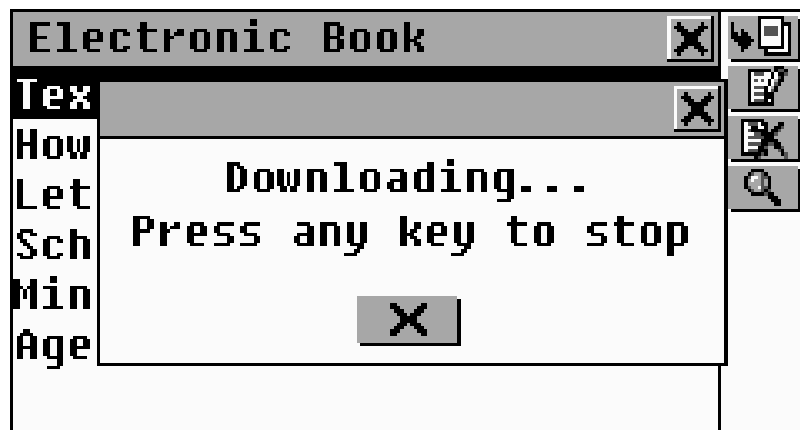 Electronic Book
Tex
Downloading...
How
Press any key to stop
Let
Sch
Min
Age